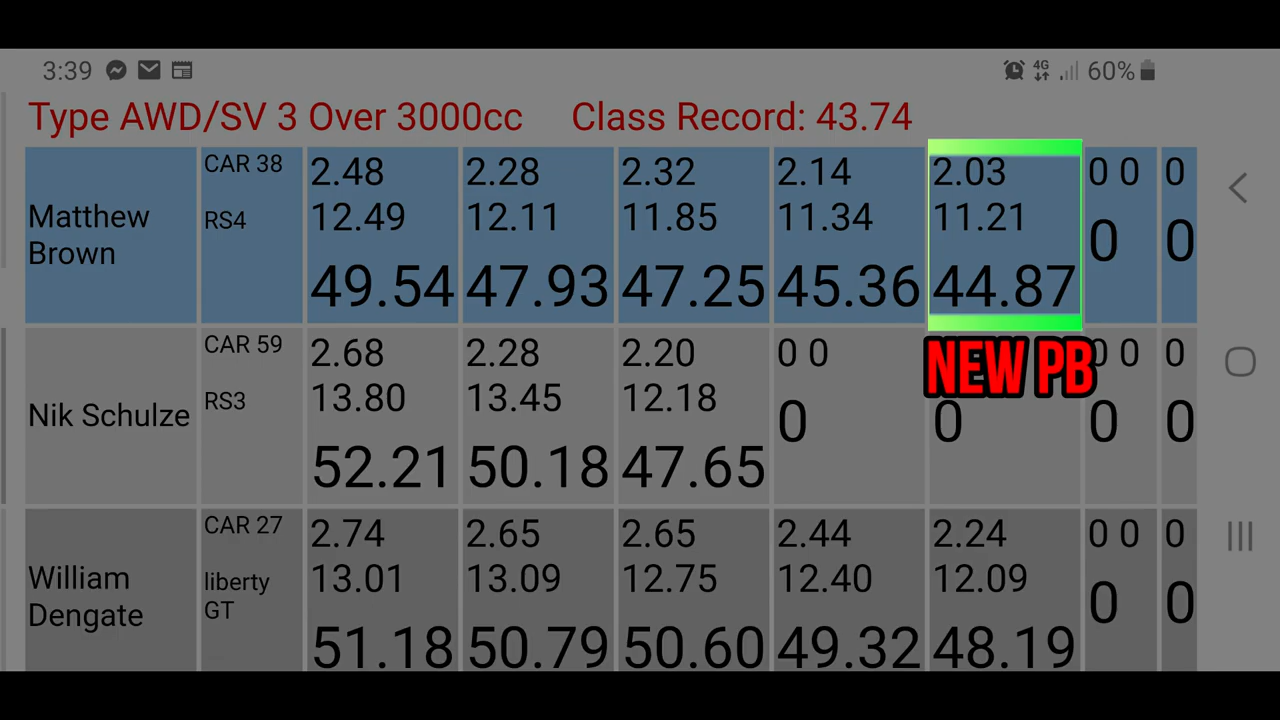 3:39 4G 60%
Type AWD/SV 3 Over 3000cc Class Record: 43.74
Matthew Brown CAR 38 RS4
2.48 2.28 2.32 2.14 2.03 0 0 0
12.49 12.11 11.85 11.34 11.21 0 0
49.54 47.93 47.25 45.36 44.87
NEW PB
Nik Schulze CAR 59 RS3
2.68 2.28 2.20 0 0 0 0 0
13.80 13.45 12.18 0 0 0 0
52.21 50.18 47.65
William Dengate CAR 27 liberty GT
2.74 2.65 2.65 2.44 2.24 0 0 0
13.01 13.09 12.75 12.40 12.09 0 0
51.18 50.79 50.60 49.32 48.19